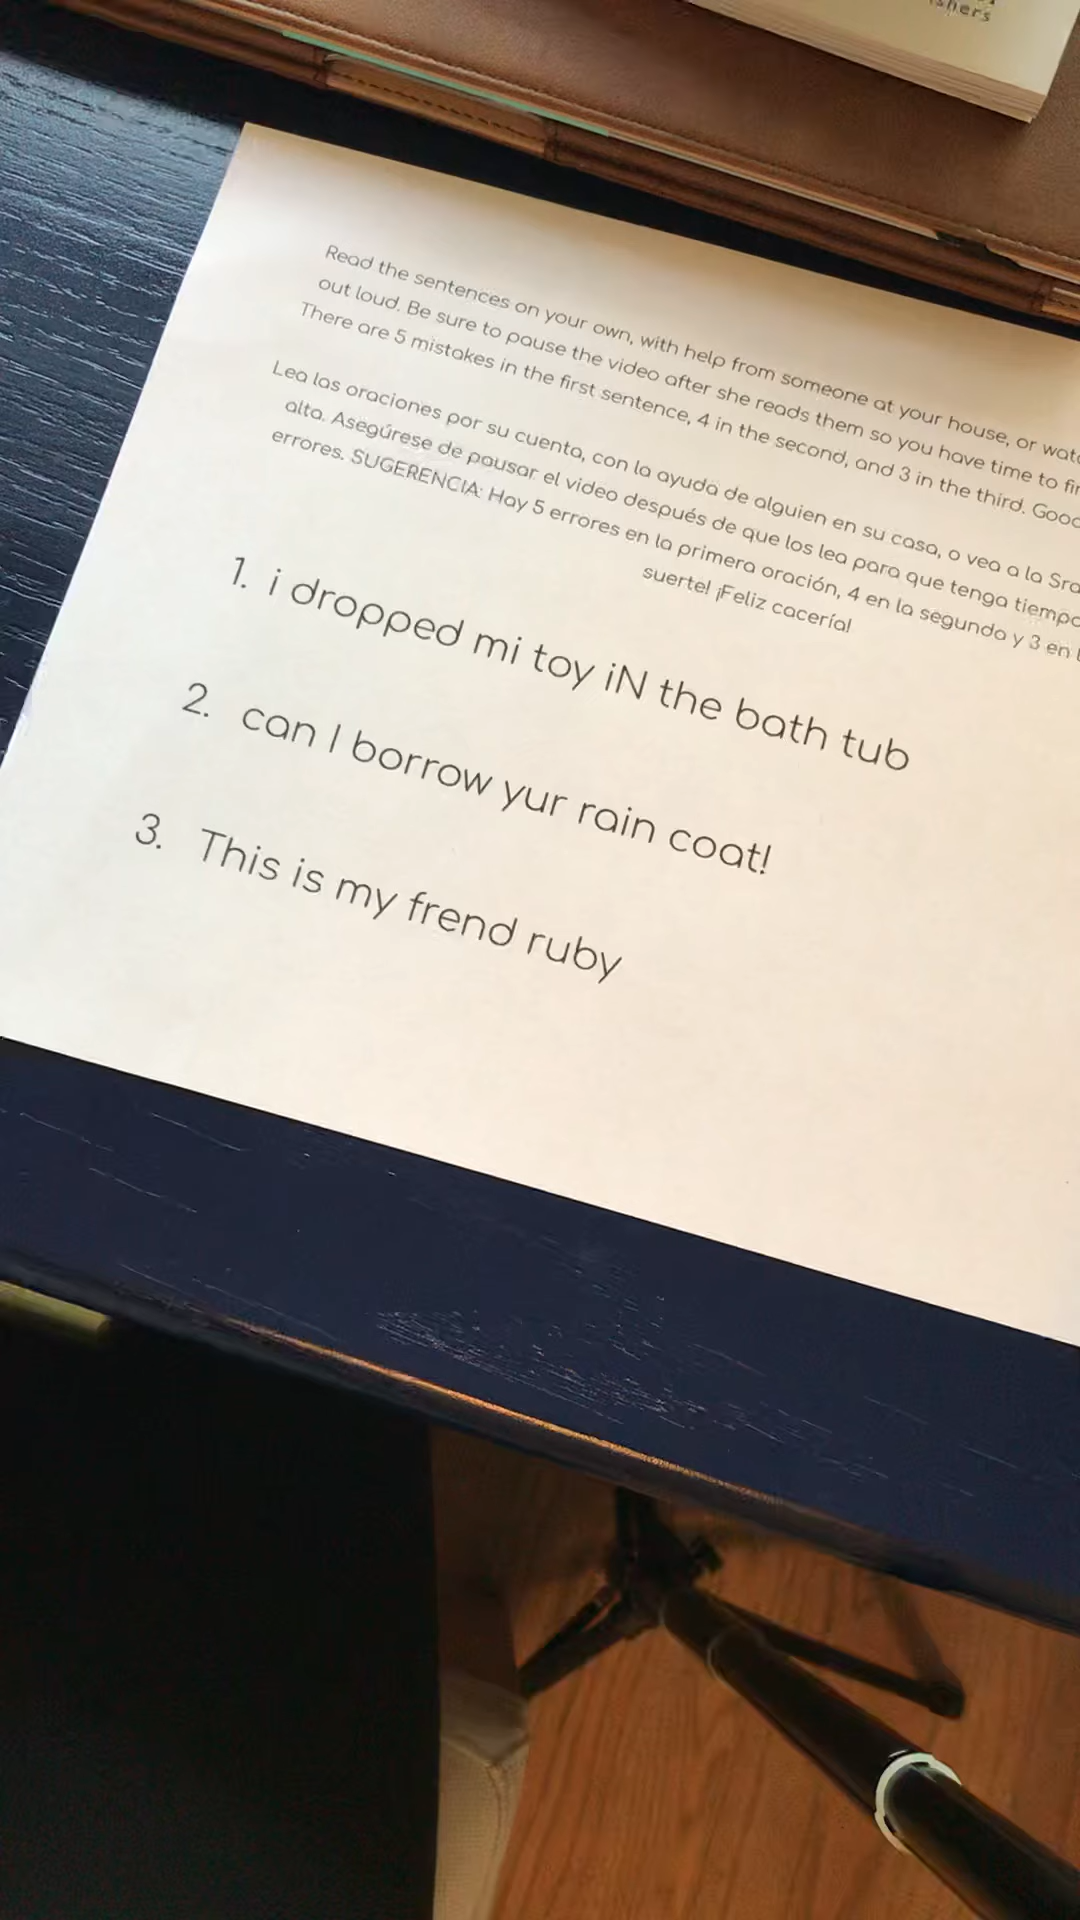 Read the sentences on your own, with help from someone at your house, or
out loud. Be sure to pause the video after she reads them so you have time to
There are 5 mistakes in the first sentence, 4 in the second, and 3 in the third.
Lea las oraciones por su cuenta, con la ayuda de alguien en su casa, o vea a la
alta. Asegúrese de pausar el video después de que los lea para que tenga
errores. SUGERENCIA: Hay 5 errores en la primera oración, 4 en la segunda y 3 en
suerte! ¡Feliz cacería!
1. i dropped mi toy iN the bath tub
2. can I borrow yur rain coat!
3. This is my frend ruby